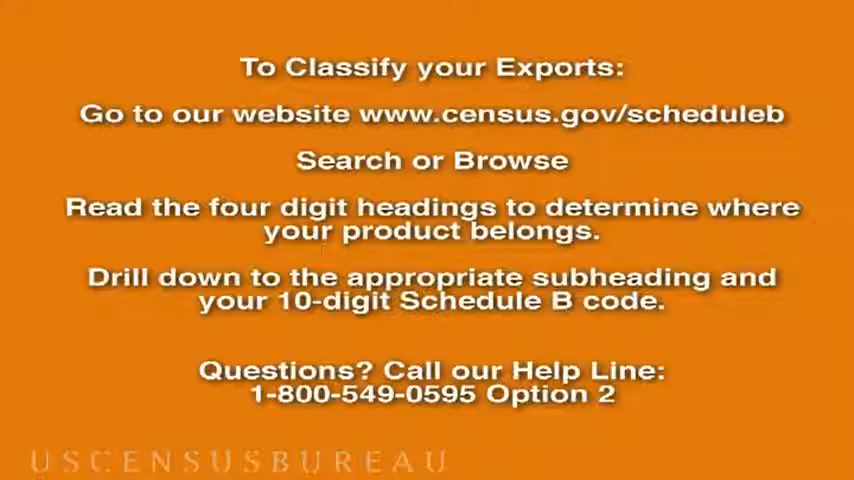 To Classify your Exports:
Go to our website www.census.gov/scheduleb
Search or Browse
Read the four digit headings to determine where
your product belongs.
Drill down to the appropriate subheading and
your 10-digit Schedule B code.
Questions? Call our Help Line:
1-800-549-0595 Option 2
USCENSUSBUREAU